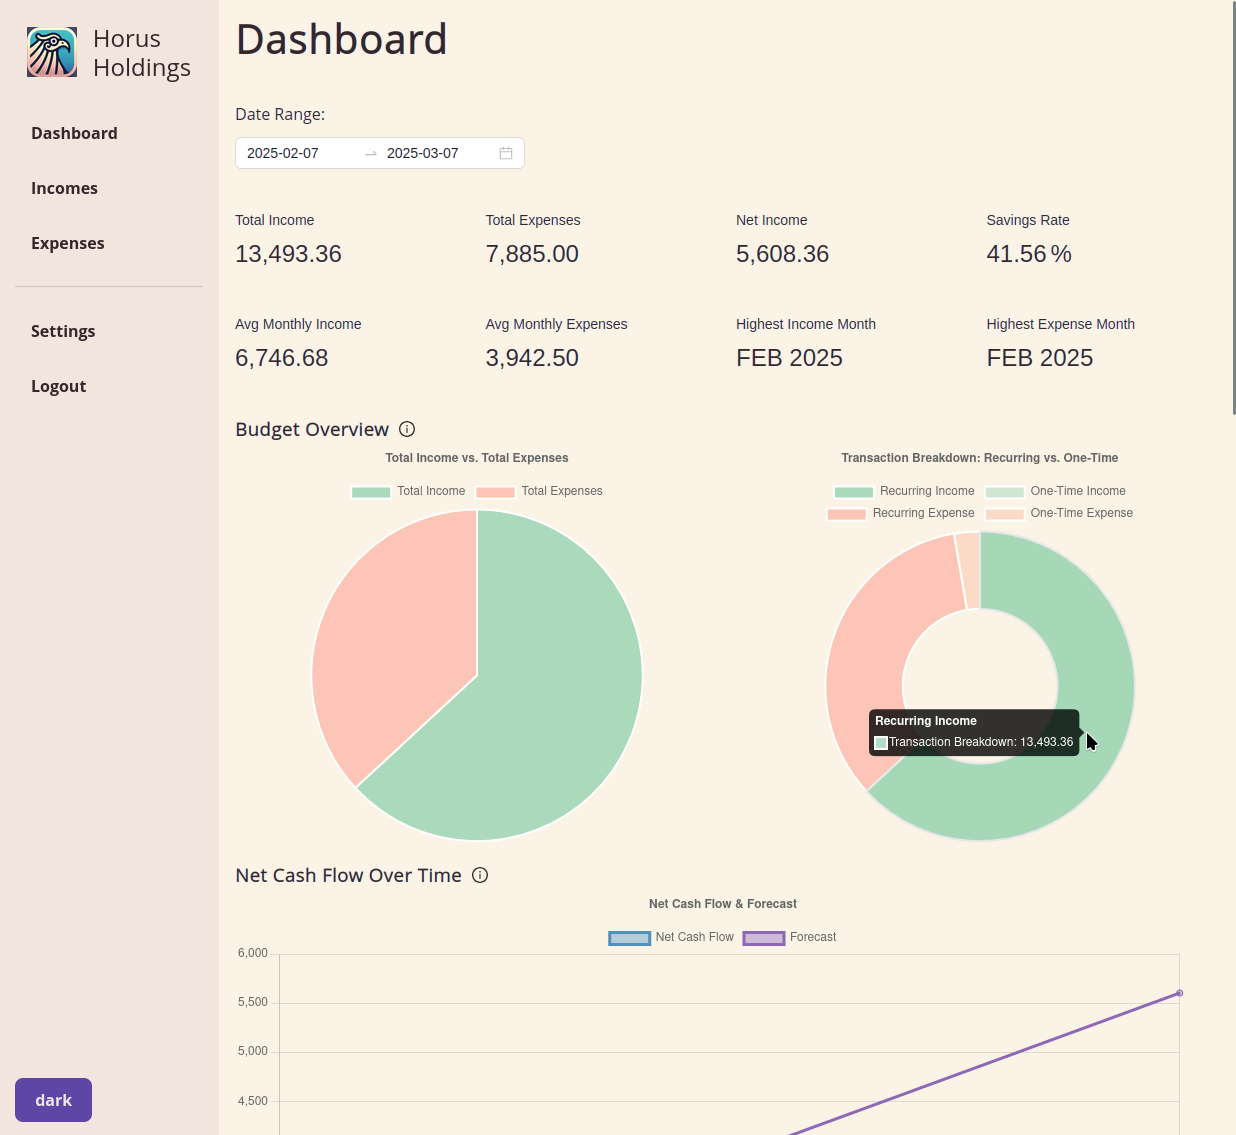 Horus
Holdings
Dashboard
Incomes
Expenses
Settings
Logout
dark
Dashboard
Date Range:
2025-02-07 → 2025-03-07
Total Income Total Expenses Net Income Savings Rate
13,493.36 7,885.00 5,608.36 41.56 %
Avg Monthly Income Avg Monthly Expenses Highest Income Month Highest Expense Month
6,746.68 3,942.50 FEB 2025 FEB 2025
Budget Overview
Total Income vs. Total Expenses
Total Income Total Expenses
Transaction Breakdown: Recurring vs. One-Time
Recurring Income One-Time Income
Recurring Expense One-Time Expense
Recurring Income
Transaction Breakdown: 13,493.36
Net Cash Flow Over Time
Net Cash Flow & Forecast
Net Cash Flow Forecast
6,000
5,500
5,000
4,500